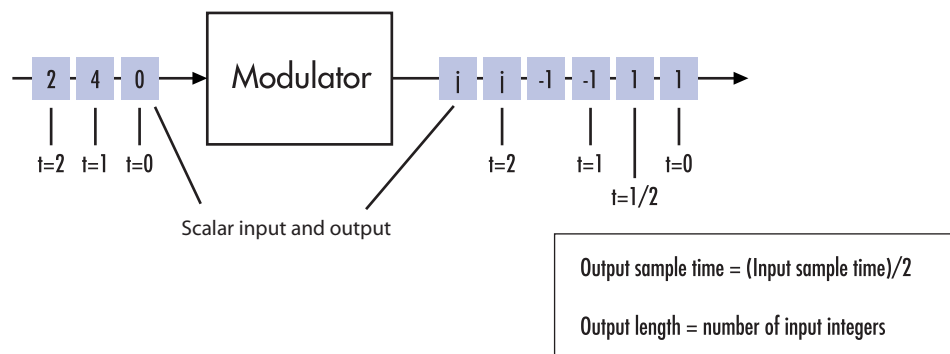 Modulator
2 4 0
j j -1 -1 1 1
t=2 t=1 t=0
t=2 t=1 t=0
t=1/2
Scalar input and output
Output sample time = (Input sample time)/2
Output length = number of input integers